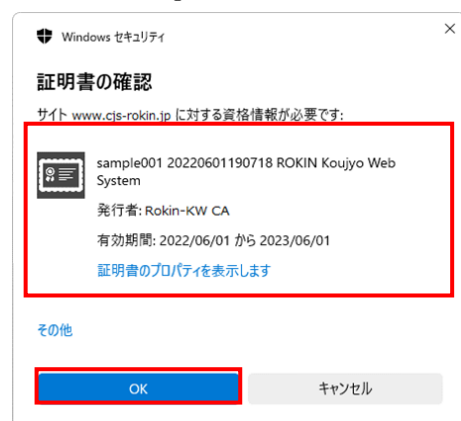 Windows セキュリティ
証明書の確認
サイト www.cjs-rokin.jp に対する資格情報が必要です:
sample001 20220601190718 ROKIN Koujyo Web
System
発行者: Rokin-KW CA
有効期間: 2022/06/01 から 2023/06/01
証明書のプロパティを表示します
その他
OK
キャンセル